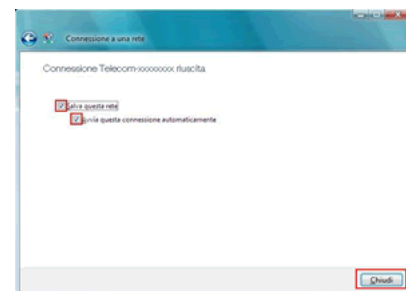 Connessione a una rete
Connessione Telecom-xxxxxxxx riuscita
Salva questa rete
Avvia questa connessione automaticamente
Chiudi